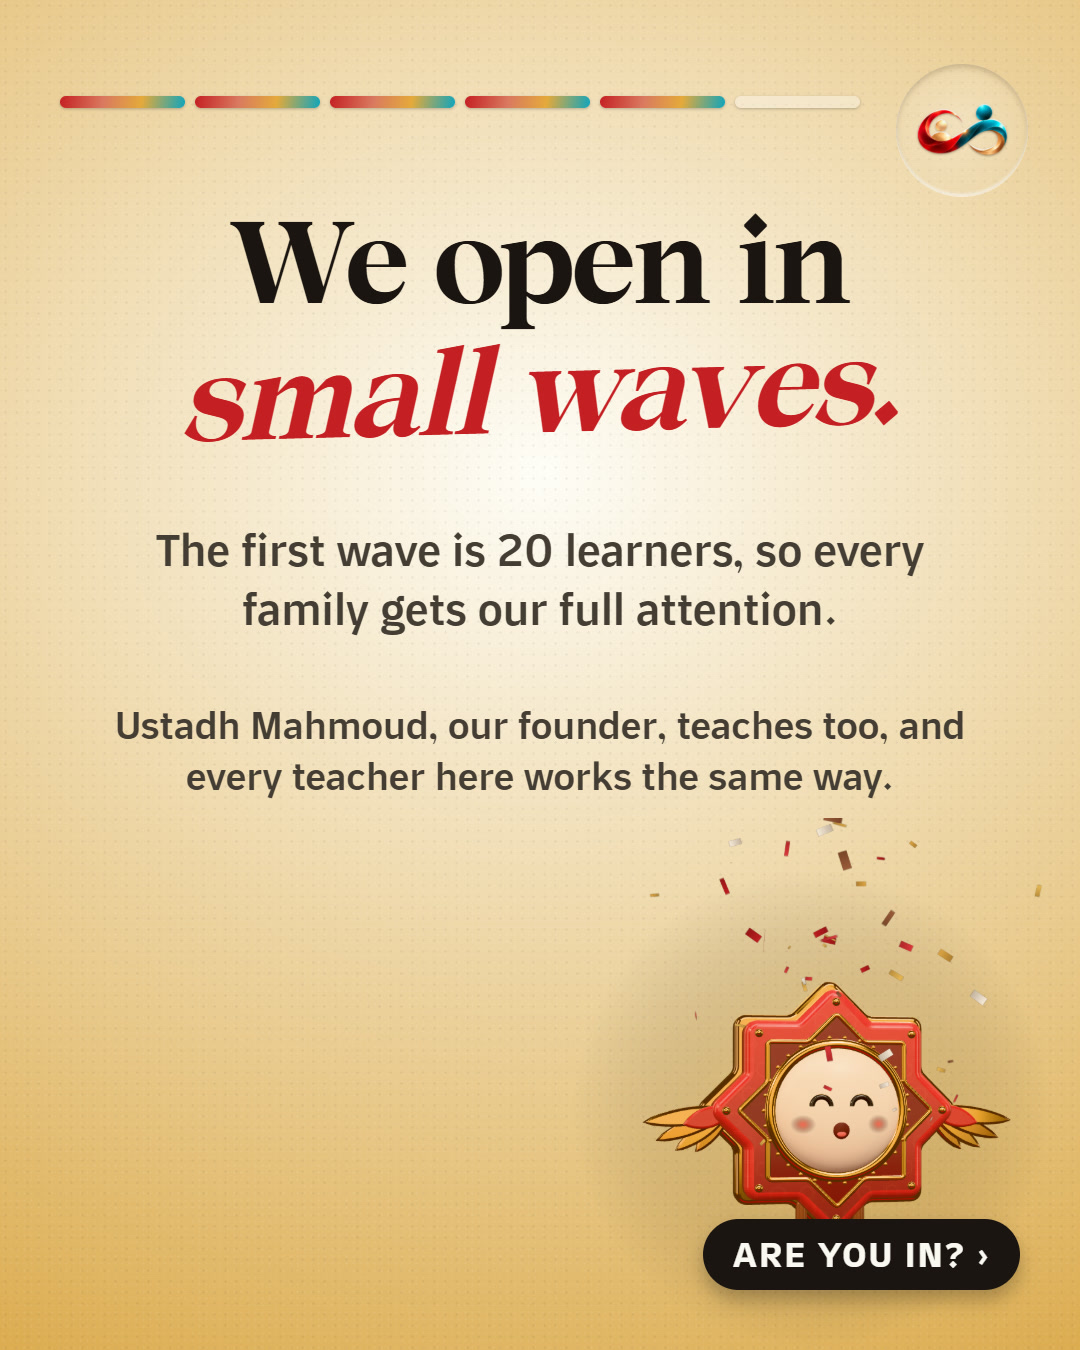 We open in
small waves.
The first wave is 20 learners, so every
family gets our full attention.
Ustadh Mahmoud, our founder, teaches too, and
every teacher here works the same way.
ARE YOU IN? ›